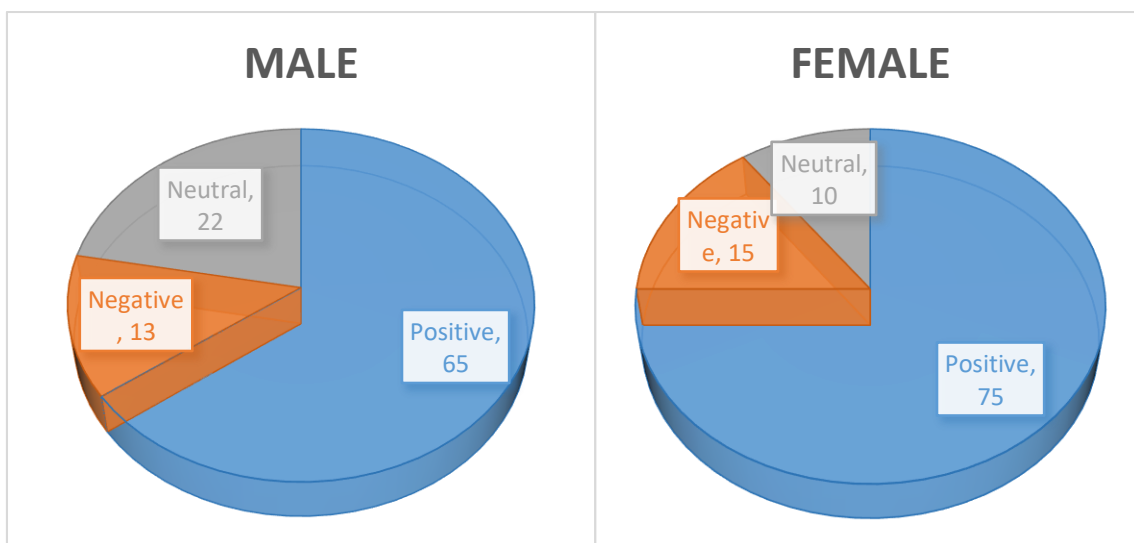 MALE
Neutral,
22
Negative
, 13
Positive,
65
FEMALE
Neutral,
10
Negativ
e, 15
Positive,
75